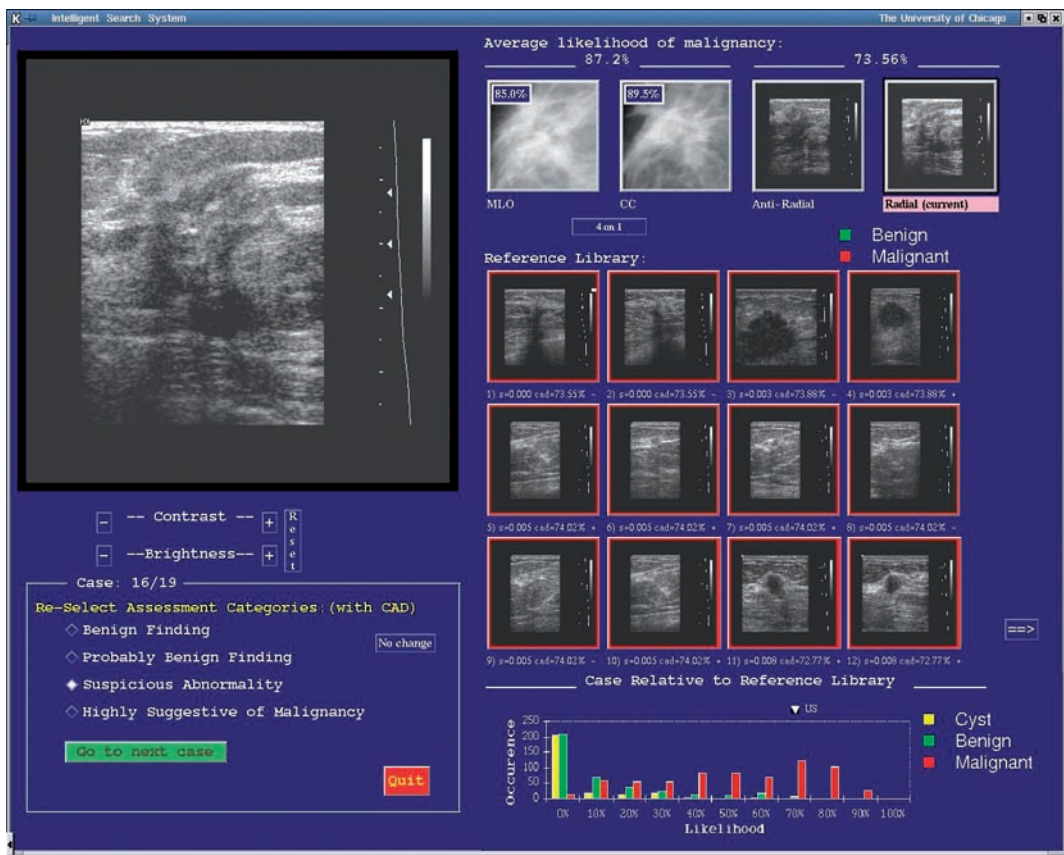 Intelligent Search System
The University of Chicago
Average likelihood of malignancy:
87.2%
73.56%
85.0%
89.5%
MLO
CC
Anti-Radial
Radial (current)
4 on 1
Benign
Malignant
Reference Library:
1) s=0.000 cad=73.55% -
2) s=0.000 cad=73.55% -
3) s=0.003 cad=73.88% -
4) s=0.003 cad=73.88% +
5) s=0.005 cad=74.02% +
6) s=0.005 cad=74.02% +
7) s=0.005 cad=74.02% +
8) s=0.005 cad=74.02% -
9) s=0.005 cad=74.02% -
10) s=0.005 cad=74.02% +
11) s=0.008 cad=72.77% +
12) s=0.008 cad=72.77% +
==>
- -- Contrast -- +
- --Brightness-- +
Reset
Case: 16/19
Re-Select Assessment Categories:(with CAD)
Benign Finding
No change
Probably Benign Finding
Suspicious Abnormality
Highly Suggestive of Malignancy
Go to next case
Quit
Case Relative to Reference Library
US
Cyst
Benign
Malignant
Occurence
250
200
150
100
50
0
0% 10% 20% 30% 40% 50% 60% 70% 80% 90% 100%
Likelihood